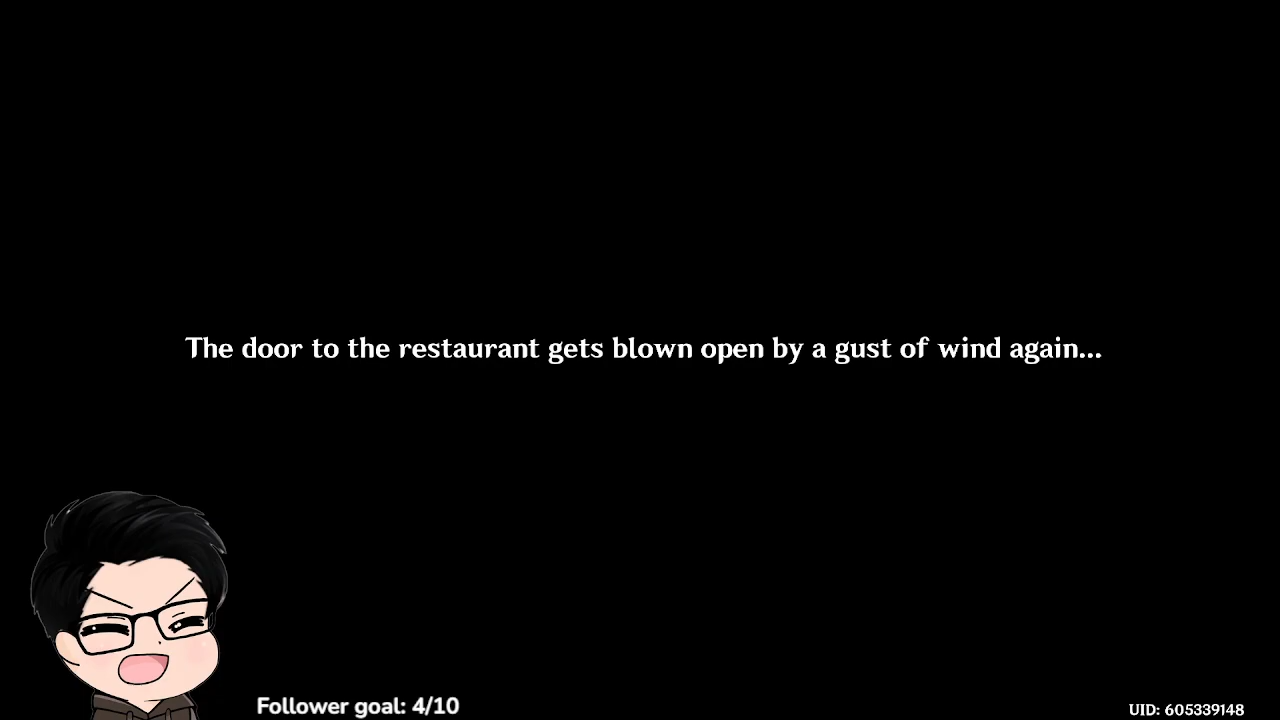 The door to the restaurant gets blown open by a gust of wind again...
Follower goal: 4/10
UID: 605339148